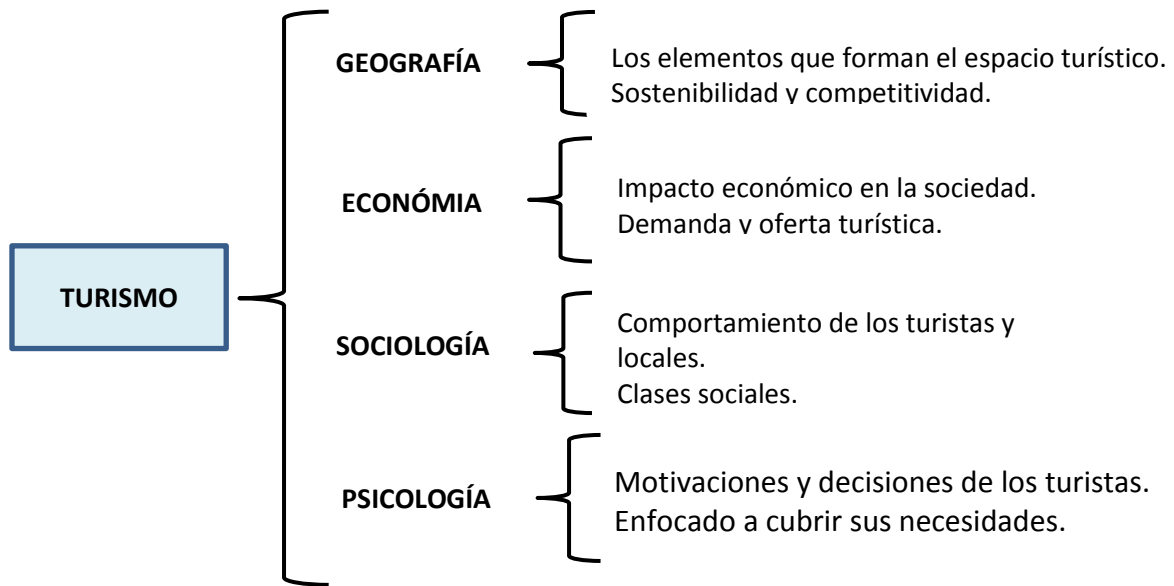 GEOGRAFÍA
Los elementos que forman el espacio turístico.
Sostenibilidad y competitividad.
ECONÓMIA
Impacto económico en la sociedad.
Demanda y oferta turística.
TURISMO
SOCIOLOGÍA
Comportamiento de los turistas y
locales.
Clases sociales.
PSICOLOGÍA
Motivaciones y decisiones de los turistas.
Enfocado a cubrir sus necesidades.